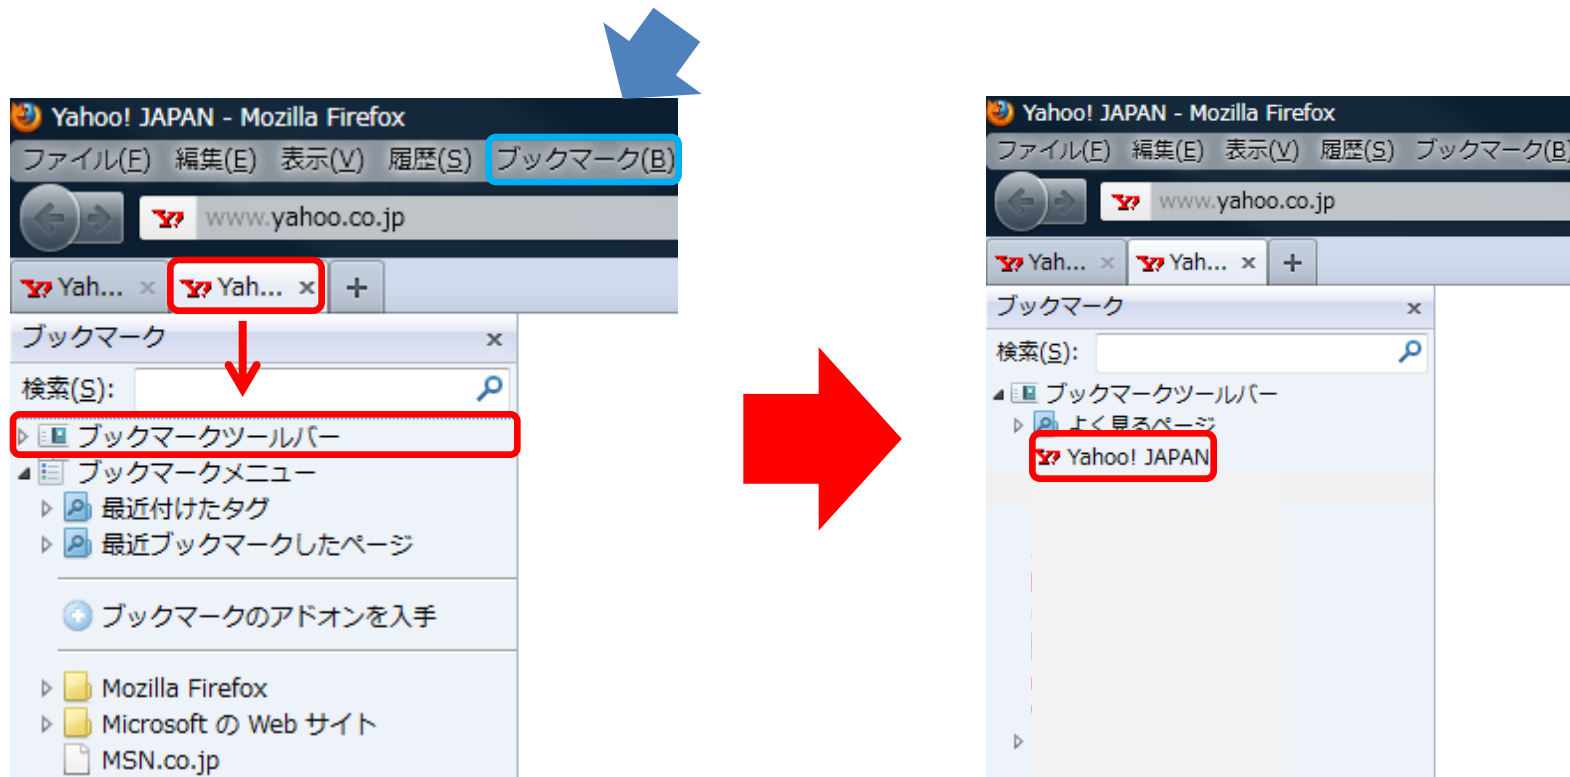 Yahoo! JAPAN - Mozilla Firefox
ファイル(F) 編集(E) 表示(V) 履歴(S) ブックマーク(B)
www.yahoo.co.jp
Yah... × Yah... × +
ブックマーク ×
検索(S):
ブックマークツールバー
ブックマークメニュー
最近付けたタグ
最近ブックマークしたページ
ブックマークのアドオンを入手
Mozilla Firefox
Microsoft の Web サイト
MSN.co.jp
Yahoo! JAPAN - Mozilla Firefox
ファイル(F) 編集(E) 表示(V) 履歴(S) ブックマーク(B)
www.yahoo.co.jp
Yah... × Yah... × +
ブックマーク ×
検索(S):
ブックマークツールバー
よく見るページ
Yahoo! JAPAN